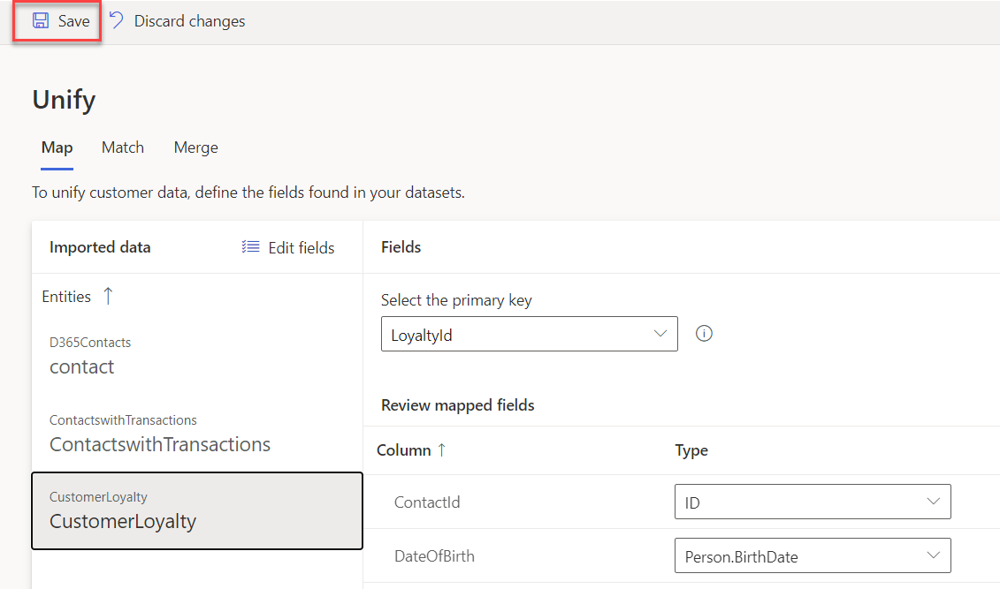 Save Discard changes
Unify
Map Match Merge
To unify customer data, define the fields found in your datasets.
Imported data Edit fields Fields
Entities
Select the primary key
LoyaltyId
D365Contacts
contact
Review mapped fields
ContactswithTransactions
ContactswithTransactions
Column Type
CustomerLoyalty
CustomerLoyalty
ContactId ID
DateOfBirth Person.BirthDate